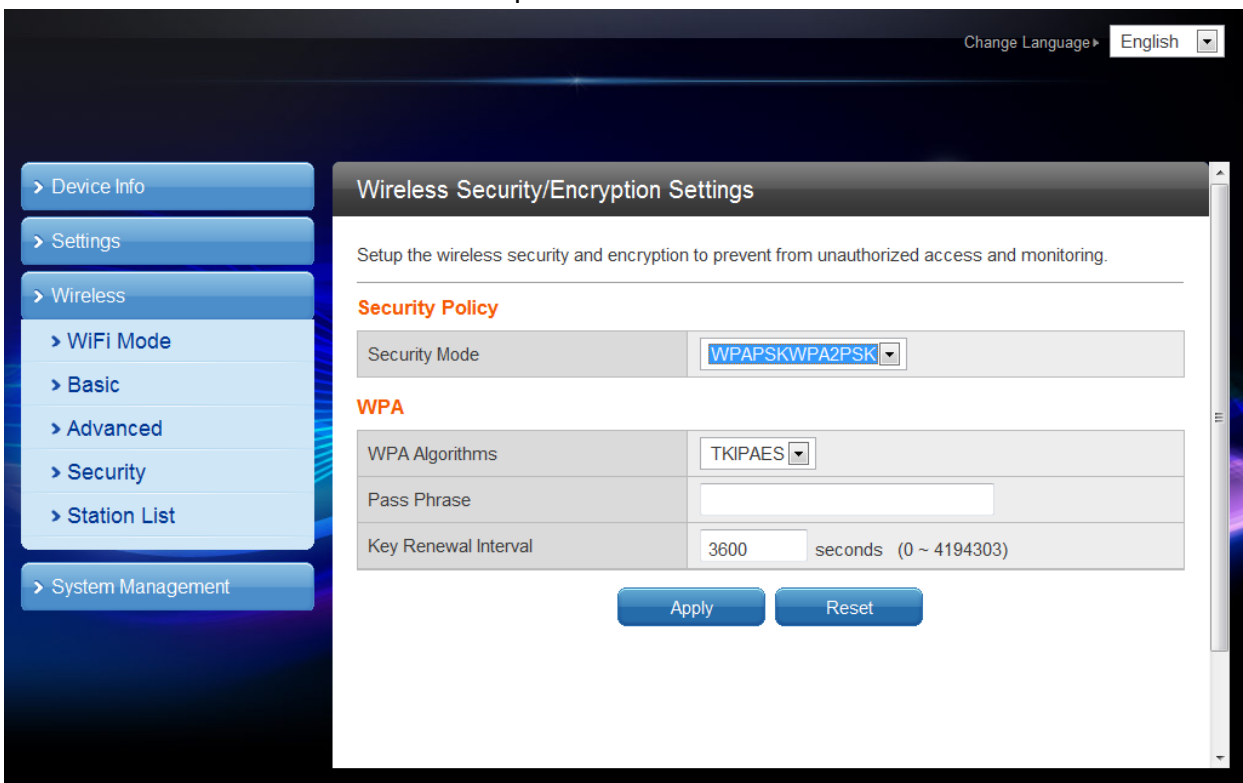 Change Language
English
Device Info
Settings
Wireless
WiFi Mode
Basic
Advanced
Security
Station List
System Management
Wireless Security/Encryption Settings
Setup the wireless security and encryption to prevent from unauthorized access and monitoring.
Security Policy
Security Mode WPAPSKWPA2PSK
WPA
WPA Algorithms TKIPAES
Pass Phrase
Key Renewal Interval 3600 seconds (0 ~ 4194303)
Apply Reset